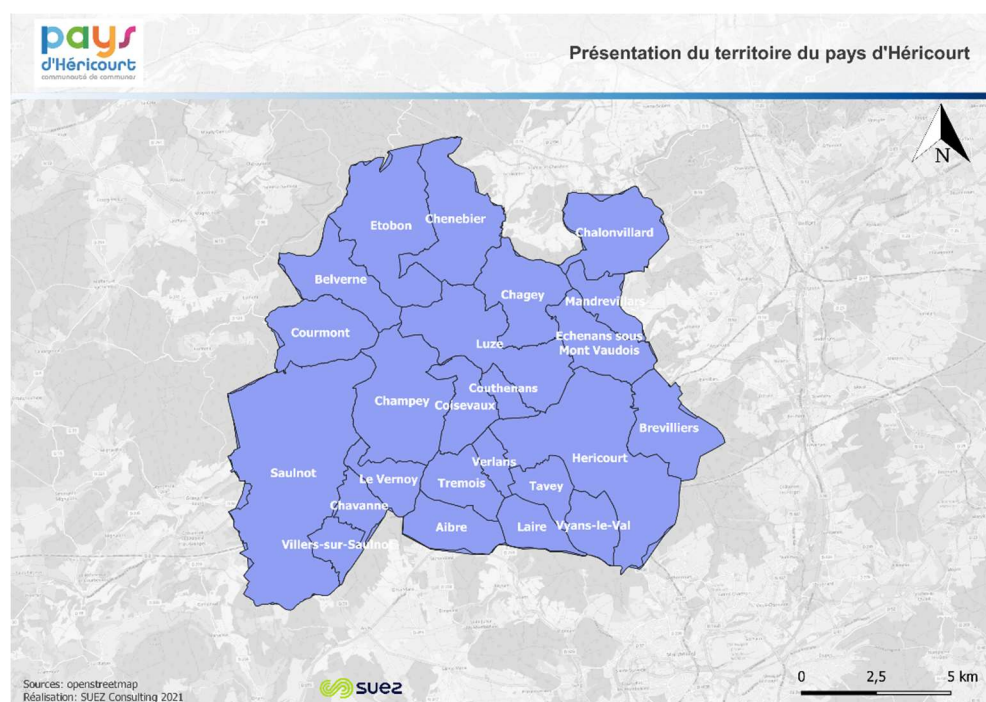 pays
d'Héricourt
communauté de communes
Présentation du territoire du pays d'Héricourt
N
Chenebier
Etobon
Chalonvillard
Belverne
Chagey
Mandrevillars
Courmont
Echenans sous
Mont Vaudois
Luze
Couthenans
Champey
Coisevaux
Brevilliers
Hericourt
Verlans
Saulnot
Le Vernoy
Tremois
Tavey
Chavanne
Aibre
Laire
Vyans-le-Val
Villers-sur-Saulnot
Sources: openstreetmap
Réalisation: SUEZ Consulting 2021
suez
0 2,5 5 km